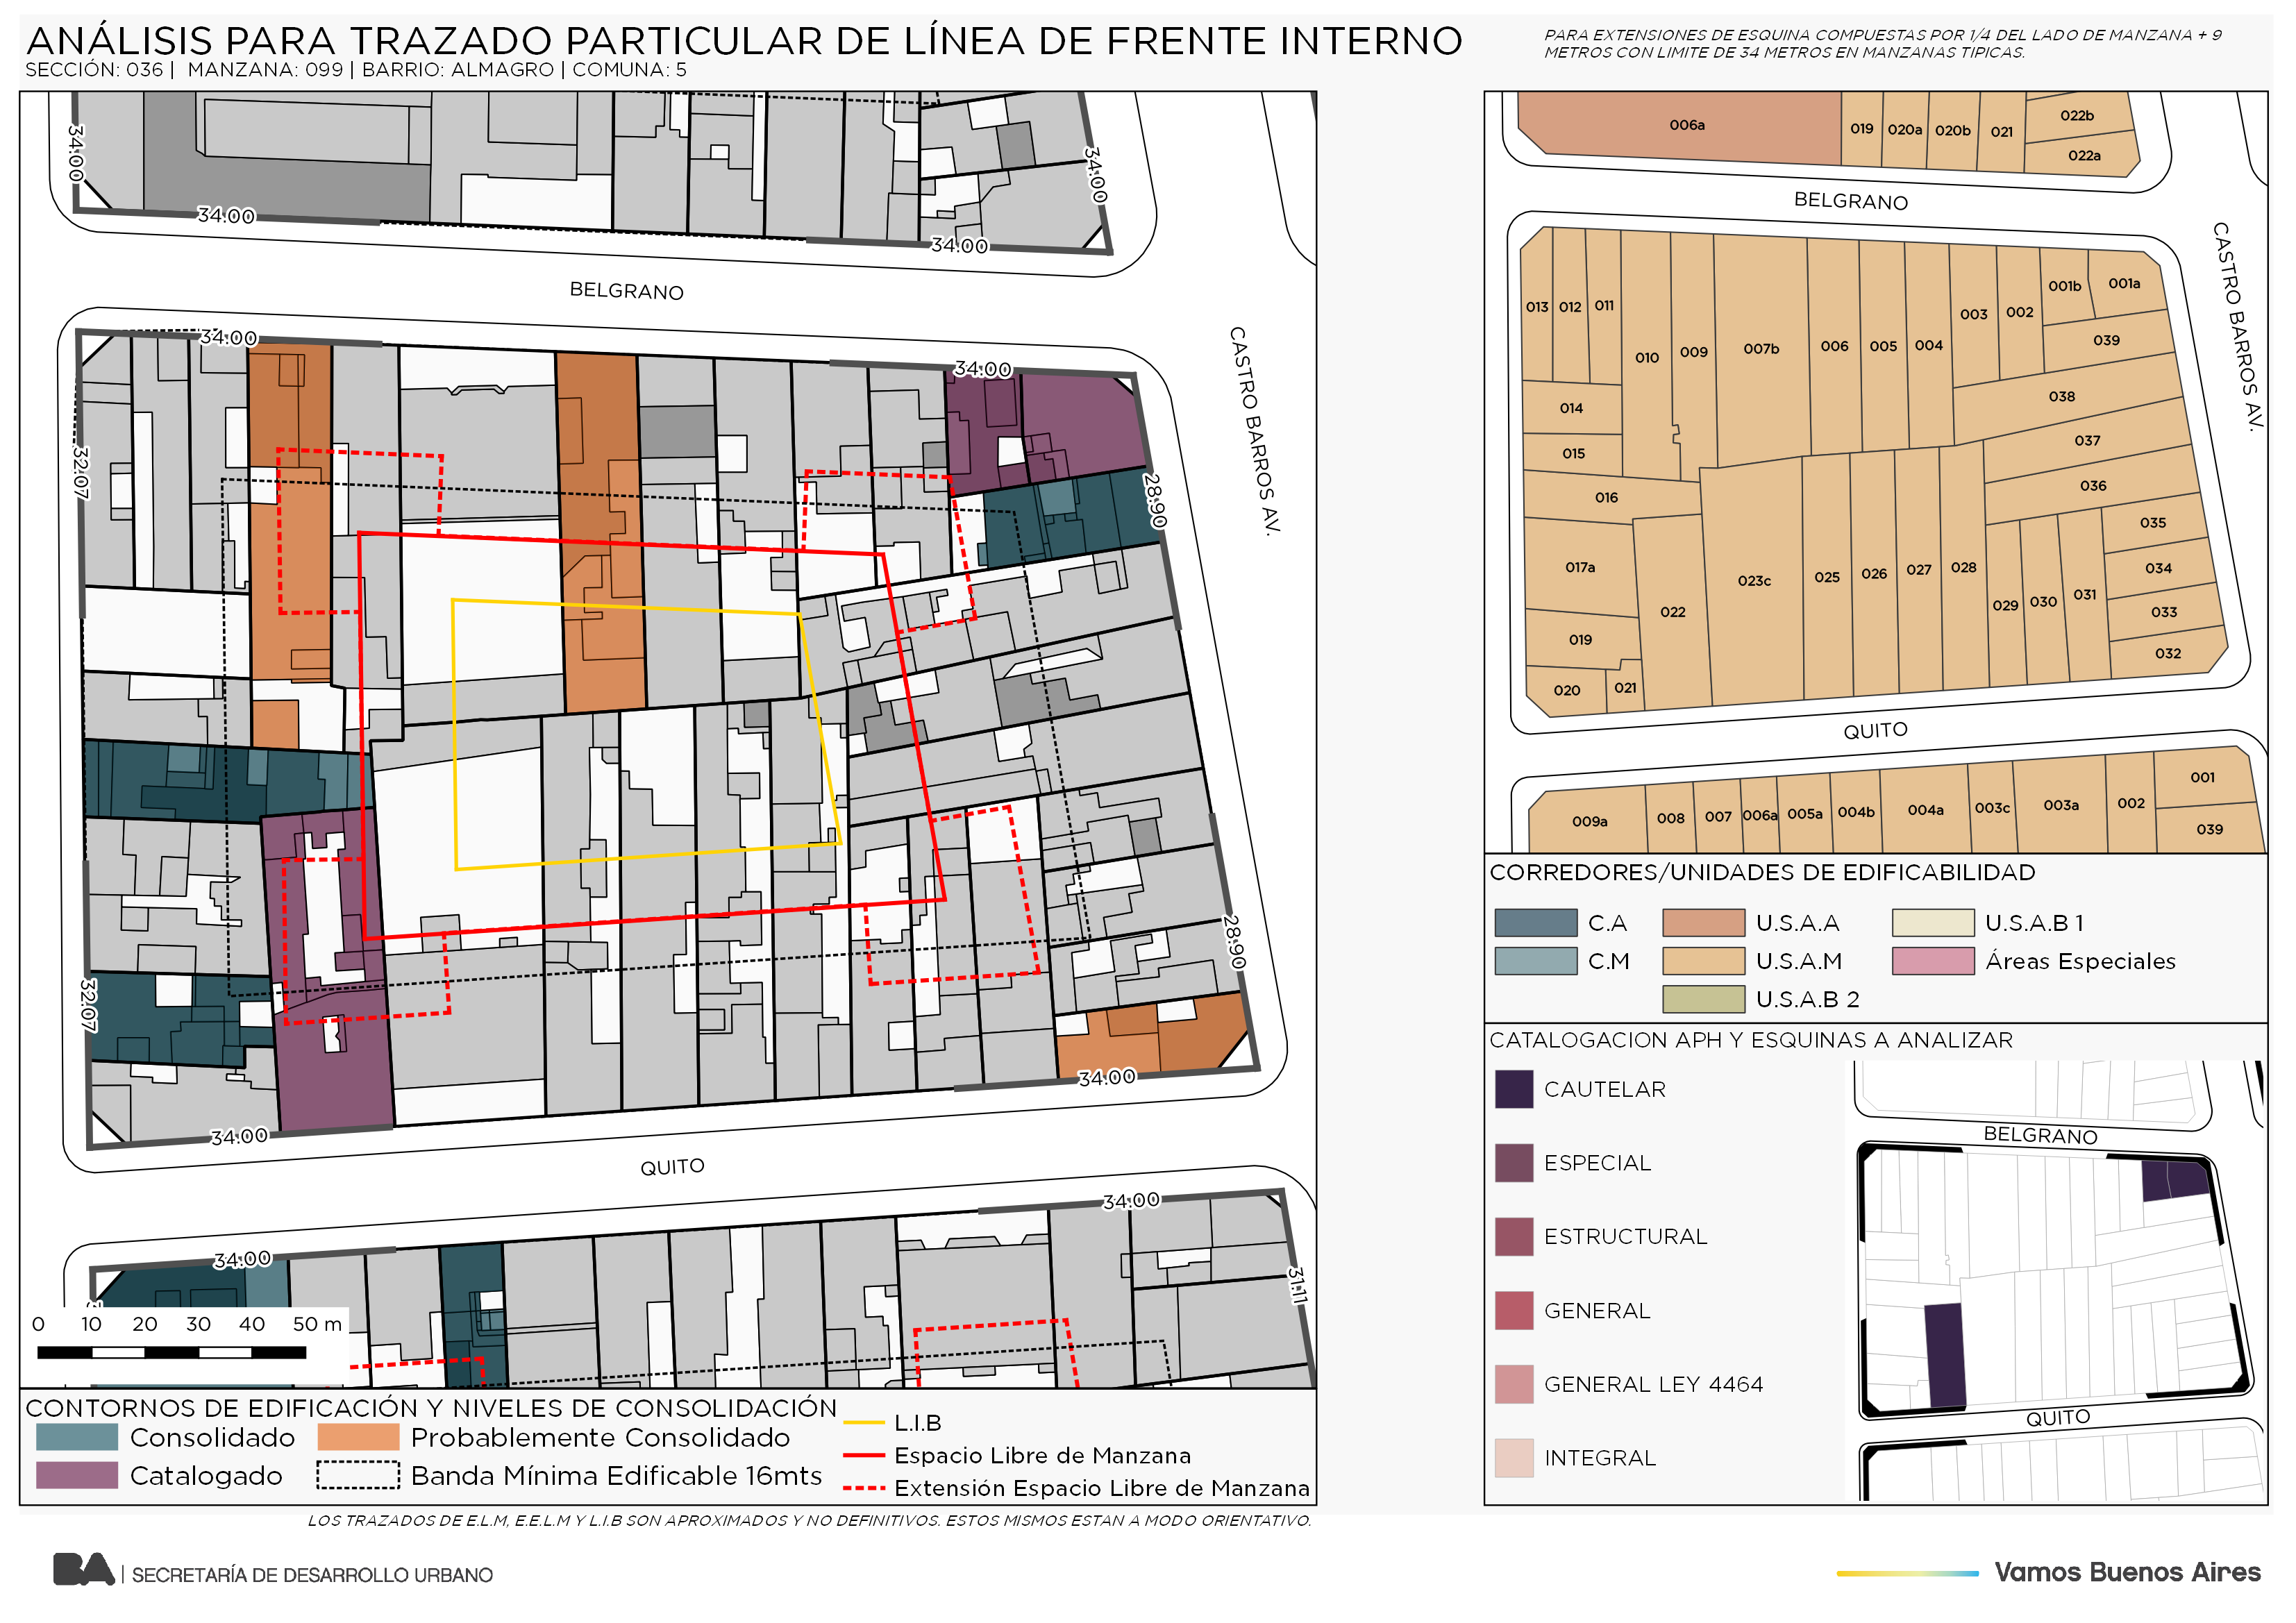 ANÁLISIS PARA TRAZADO PARTICULAR DE LÍNEA DE FRENTE INTERNO
SECCIÓN: 036 | MANZANA: 099 | BARRIO: ALMAGRO | COMUNA: 5
PARA EXTENSIONES DE ESQUINA COMPUESTAS POR 1/4 DEL LADO DE MANZANA + 9
METROS CON LIMITE DE 34 METROS EN MANZANAS TIPICAS.
34.00
34.00
34.00
34.00
BELGRANO
CASTRO BARROS AV.
34.00
34.00
32.07
28.90
32.07
28.90
34.00
34.00
QUITO
34.00
34.00
31.11
0 10 20 30 40 50 m
CONTORNOS DE EDIFICACIÓN Y NIVELES DE CONSOLIDACIÓN
Consolidado
Probablemente Consolidado
Catalogado
Banda Mínima Edificable 16mts
L.I.B
Espacio Libre de Manzana
Extensión Espacio Libre de Manzana
LOS TRAZADOS DE E.L.M, E.E.L.M Y L.I.B SON APROXIMADOS Y NO DEFINITIVOS. ESTOS MISMOS ESTAN A MODO ORIENTATIVO.
006a 019 020a 020b 021 022b
022a
BELGRANO
CASTRO BARROS AV.
013 012 011 010 009 007b 006 005 004 003 002 001b 001a
039
038
037
036
014
015
016
017a
019
020 021
022 023c 025 026 027 028 029 030 031
035
034
033
032
QUITO
009a 008 007 006a 005a 004b 004a 003c 003a 002 001
039
CORREDORES/UNIDADES DE EDIFICABILIDAD
C.A
U.S.A.A
U.S.A.B 1
C.M
U.S.A.M
Áreas Especiales
U.S.A.B 2
CATALOGACION APH Y ESQUINAS A ANALIZAR
CAUTELAR
ESPECIAL
ESTRUCTURAL
GENERAL
GENERAL LEY 4464
INTEGRAL
BELGRANO
QUITO
BA | SECRETARÍA DE DESARROLLO URBANO
Vamos Buenos Aires